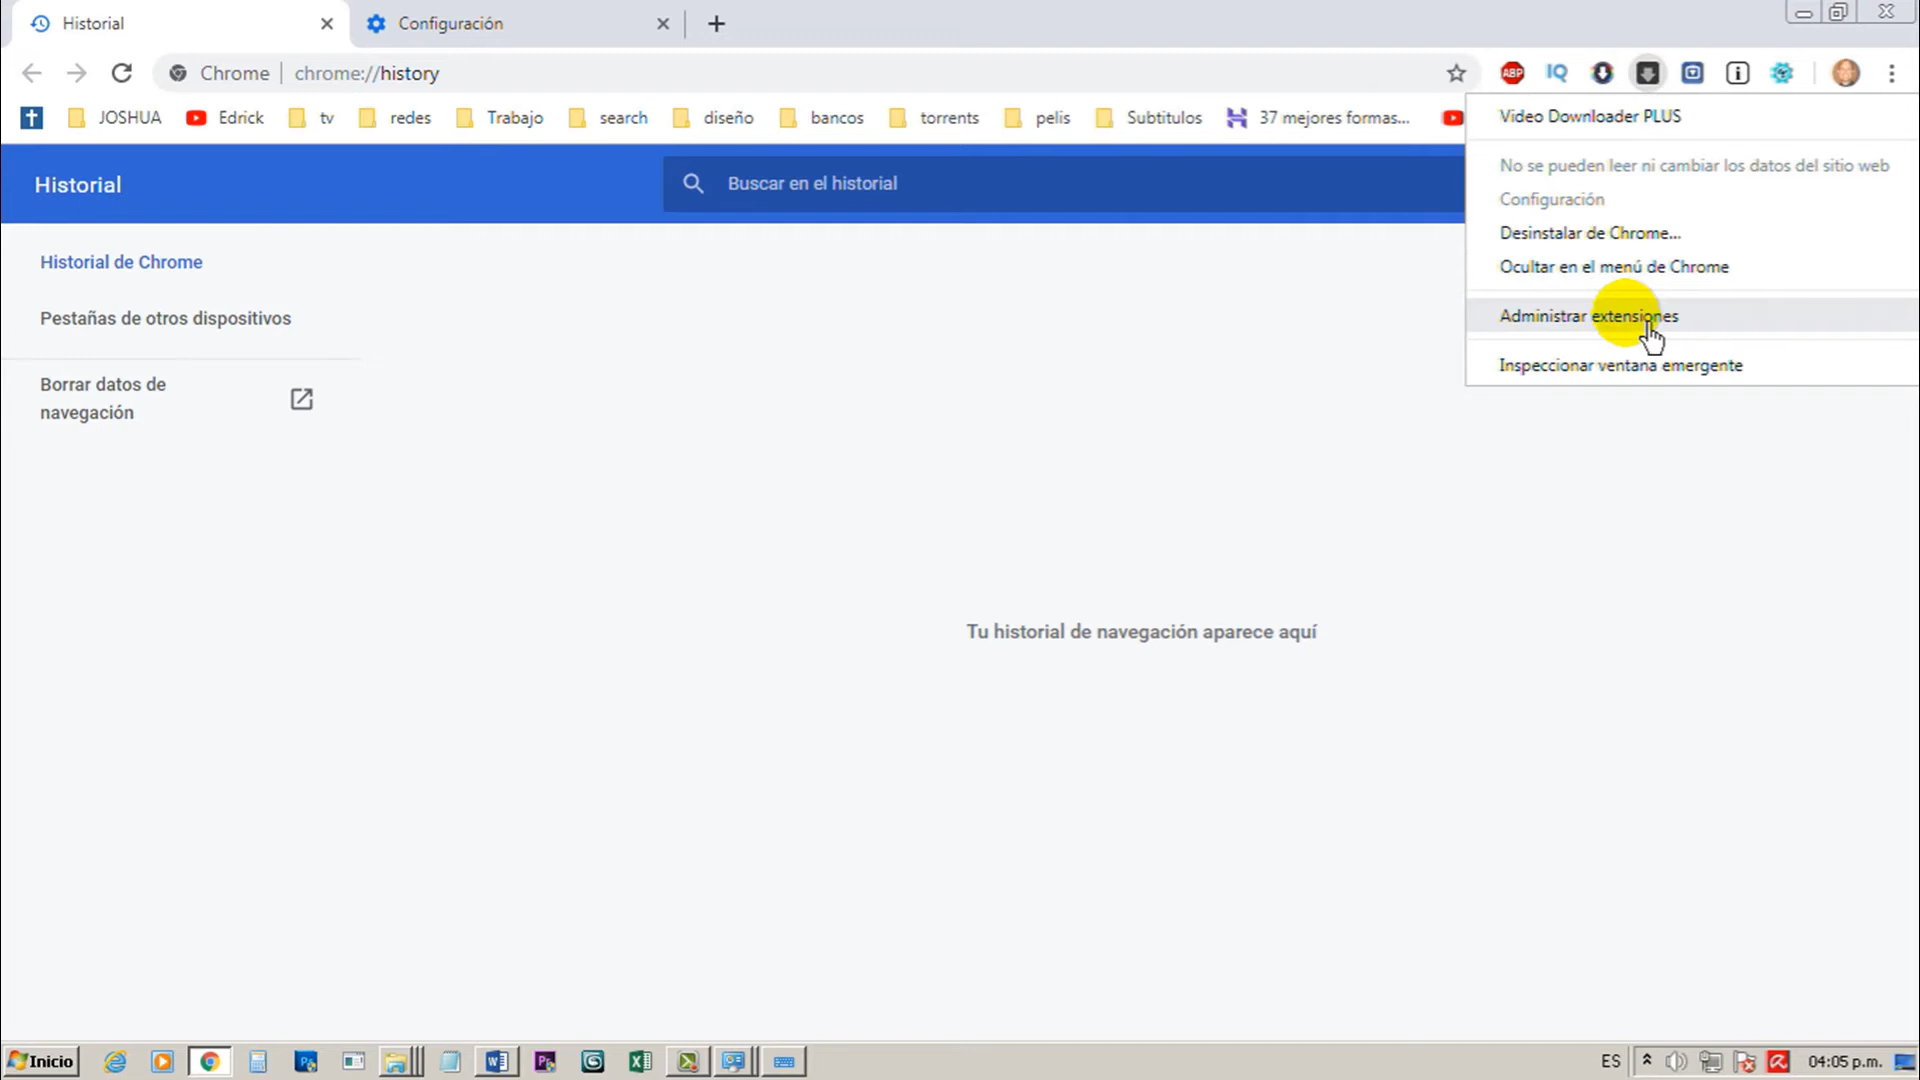 Historial
Configuración
Chrome
chrome://history
ABP
IQ
JOSHUA
Edrick
tv
redes
Trabajo
search
diseño
bancos
torrents
pelis
Subtitulos
37 mejores formas...
Video Downloader PLUS
No se pueden leer ni cambiar los datos del sitio web
Configuración
Desinstalar de Chrome...
Ocultar en el menú de Chrome
Administrar extensiones
Inspeccionar ventana emergente
Historial
Buscar en el historial
Historial de Chrome
Pestañas de otros dispositivos
Borrar datos de
navegación
Tu historial de navegación aparece aquí
Inicio
ES
04:05 p.m.